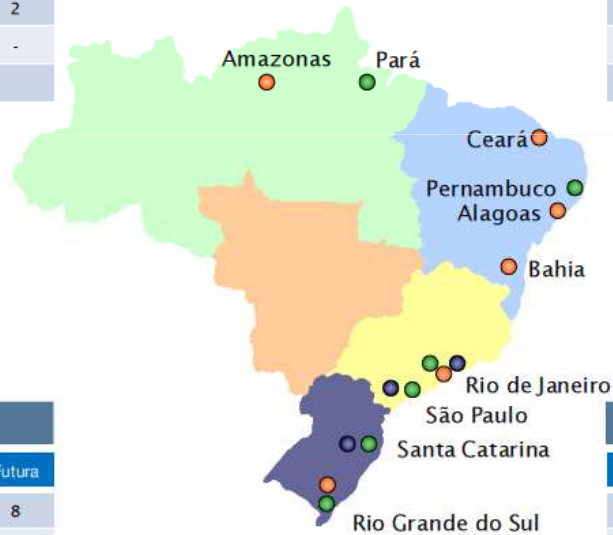 2
-
Amazonas
Pará
Ceará
Pernambuco
Alagoas
Bahia
Rio de Janeiro
São Paulo
Santa Catarina
Futura
8
Rio Grande do Sul